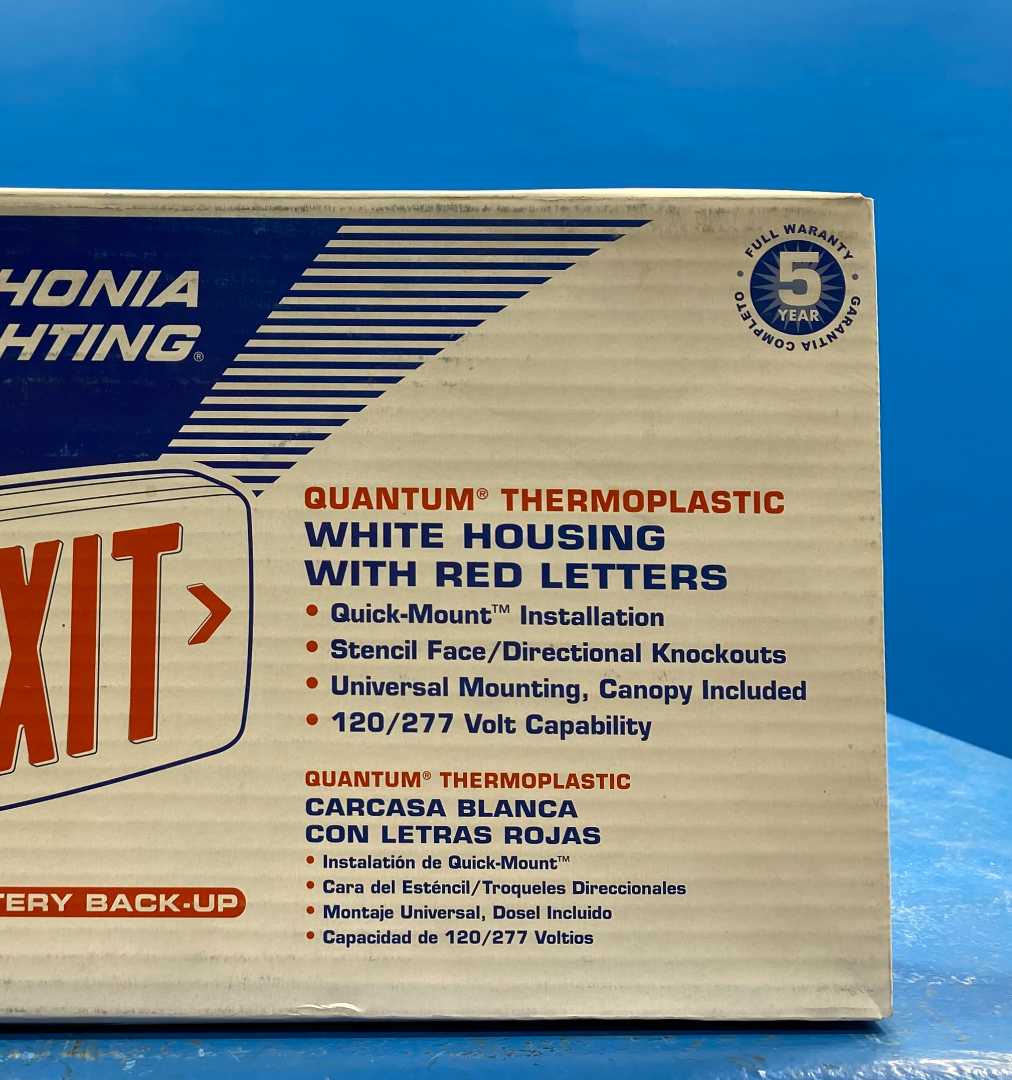 HONIA
HTING®
FULL WARANTY
5
YEAR
GARANTIA COMPLETO
XIT
QUANTUM® THERMOPLASTIC
WHITE HOUSING
WITH RED LETTERS
• Quick-Mount™ Installation
• Stencil Face/Directional Knockouts
• Universal Mounting, Canopy Included
• 120/277 Volt Capability
QUANTUM® THERMOPLASTIC
CARCASA BLANCA
CON LETRAS ROJAS
• Instalatión de Quick-Mount™
• Cara del Esténcil/Troqueles Direccionales
• Montaje Universal, Dosel Incluido
• Capacidad de 120/277 Voltios
TERY BACK-UP